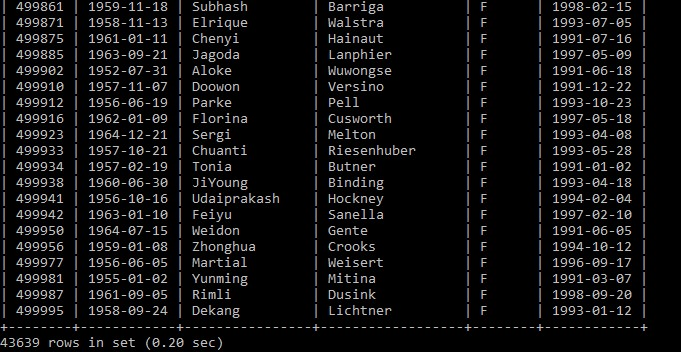 | 499861 | 1959-11-18 | Subhash | Barriga | F | 1998-02-15 |
| 499871 | 1958-11-13 | Elrique | Walstra | F | 1993-07-05 |
| 499875 | 1961-01-11 | Chenyi | Hainaut | F | 1991-07-16 |
| 499885 | 1963-09-21 | Jagoda | Lanphier | F | 1997-05-09 |
| 499902 | 1952-07-31 | Aloke | Wuwongse | F | 1991-06-18 |
| 499910 | 1957-11-07 | Doowon | Versino | F | 1991-12-22 |
| 499912 | 1956-06-19 | Parke | Pell | F | 1993-10-23 |
| 499916 | 1962-01-09 | Florina | Cusworth | F | 1997-05-18 |
| 499923 | 1964-12-21 | Sergi | Melton | F | 1993-04-08 |
| 499933 | 1957-10-21 | Chuanti | Riesenhuber | F | 1993-05-28 |
| 499934 | 1957-02-19 | Tonia | Butner | F | 1991-01-02 |
| 499938 | 1960-06-30 | JiYoung | Binding | F | 1993-04-18 |
| 499941 | 1956-10-16 | Udaiprakash | Hockney | F | 1994-02-04 |
| 499942 | 1963-01-10 | Feiyu | Sanella | F | 1997-02-10 |
| 499950 | 1964-07-15 | Weidon | Gente | F | 1991-06-05 |
| 499956 | 1959-01-08 | Zhonghua | Crooks | F | 1994-10-12 |
| 499977 | 1956-06-05 | Martial | Weisert | F | 1996-09-17 |
| 499981 | 1955-01-02 | Yunming | Mitina | F | 1991-03-07 |
| 499987 | 1961-09-05 | Rimli | Dusink | F | 1998-09-20 |
| 499995 | 1958-09-24 | Dekang | Lichtner | F | 1993-01-12 |
+--------+------------+----------------+------------------+--------+------------+
43639 rows in set (0.20 sec)